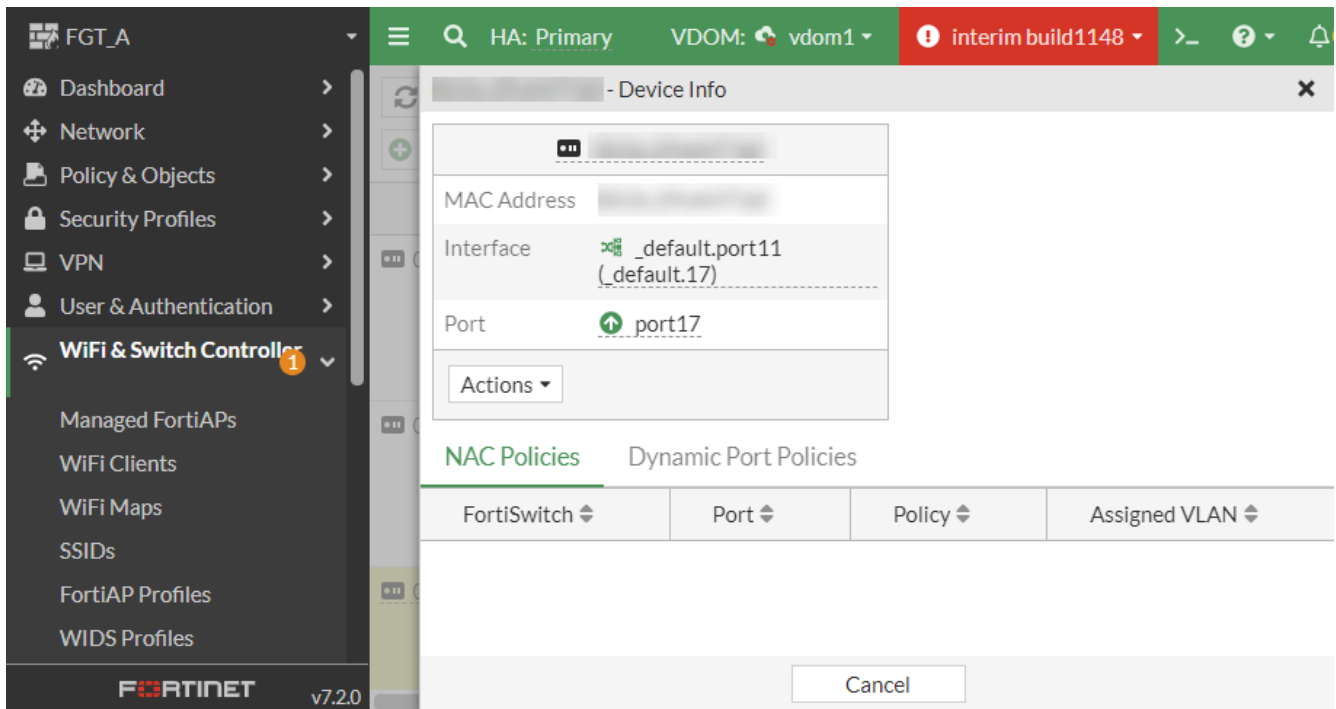 FGT_A
HA: Primary
VDOM: vdom1
interim build1148
Dashboard
Network
Policy & Objects
Security Profiles
VPN
User & Authentication
WiFi & Switch Controller
1
Managed FortiAPs
WiFi Clients
WiFi Maps
SSIDs
FortiAP Profiles
WIDS Profiles
FORTINET
v7.2.0
- Device Info
MAC Address
Interface
_default.port11
(_default.17)
Port
port17
Actions
NAC Policies
Dynamic Port Policies
FortiSwitch
Port
Policy
Assigned VLAN
Cancel